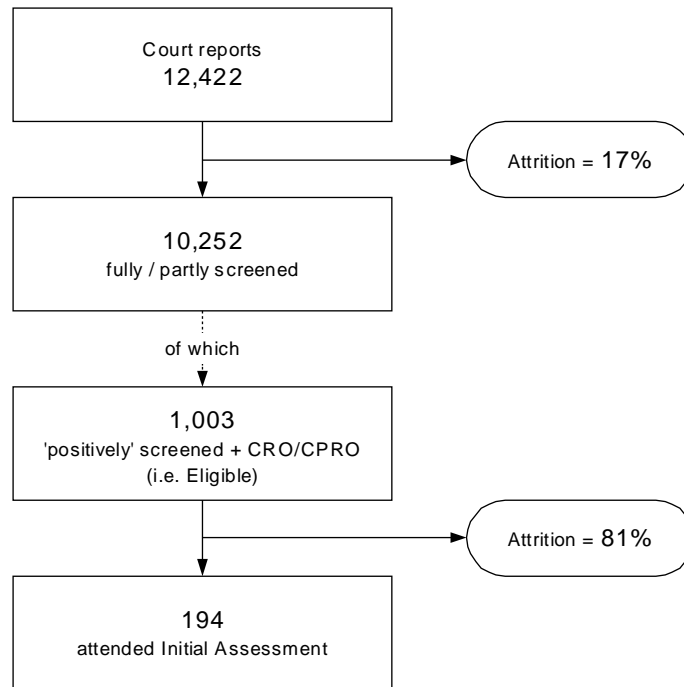 Court reports
12,422
Attrition = 17%
10,252
fully / partly screened
of which
1,003
'positively' screened + CRO/CPRO
(i.e. Eligible)
Attrition = 81%
194
attended Initial Assessment